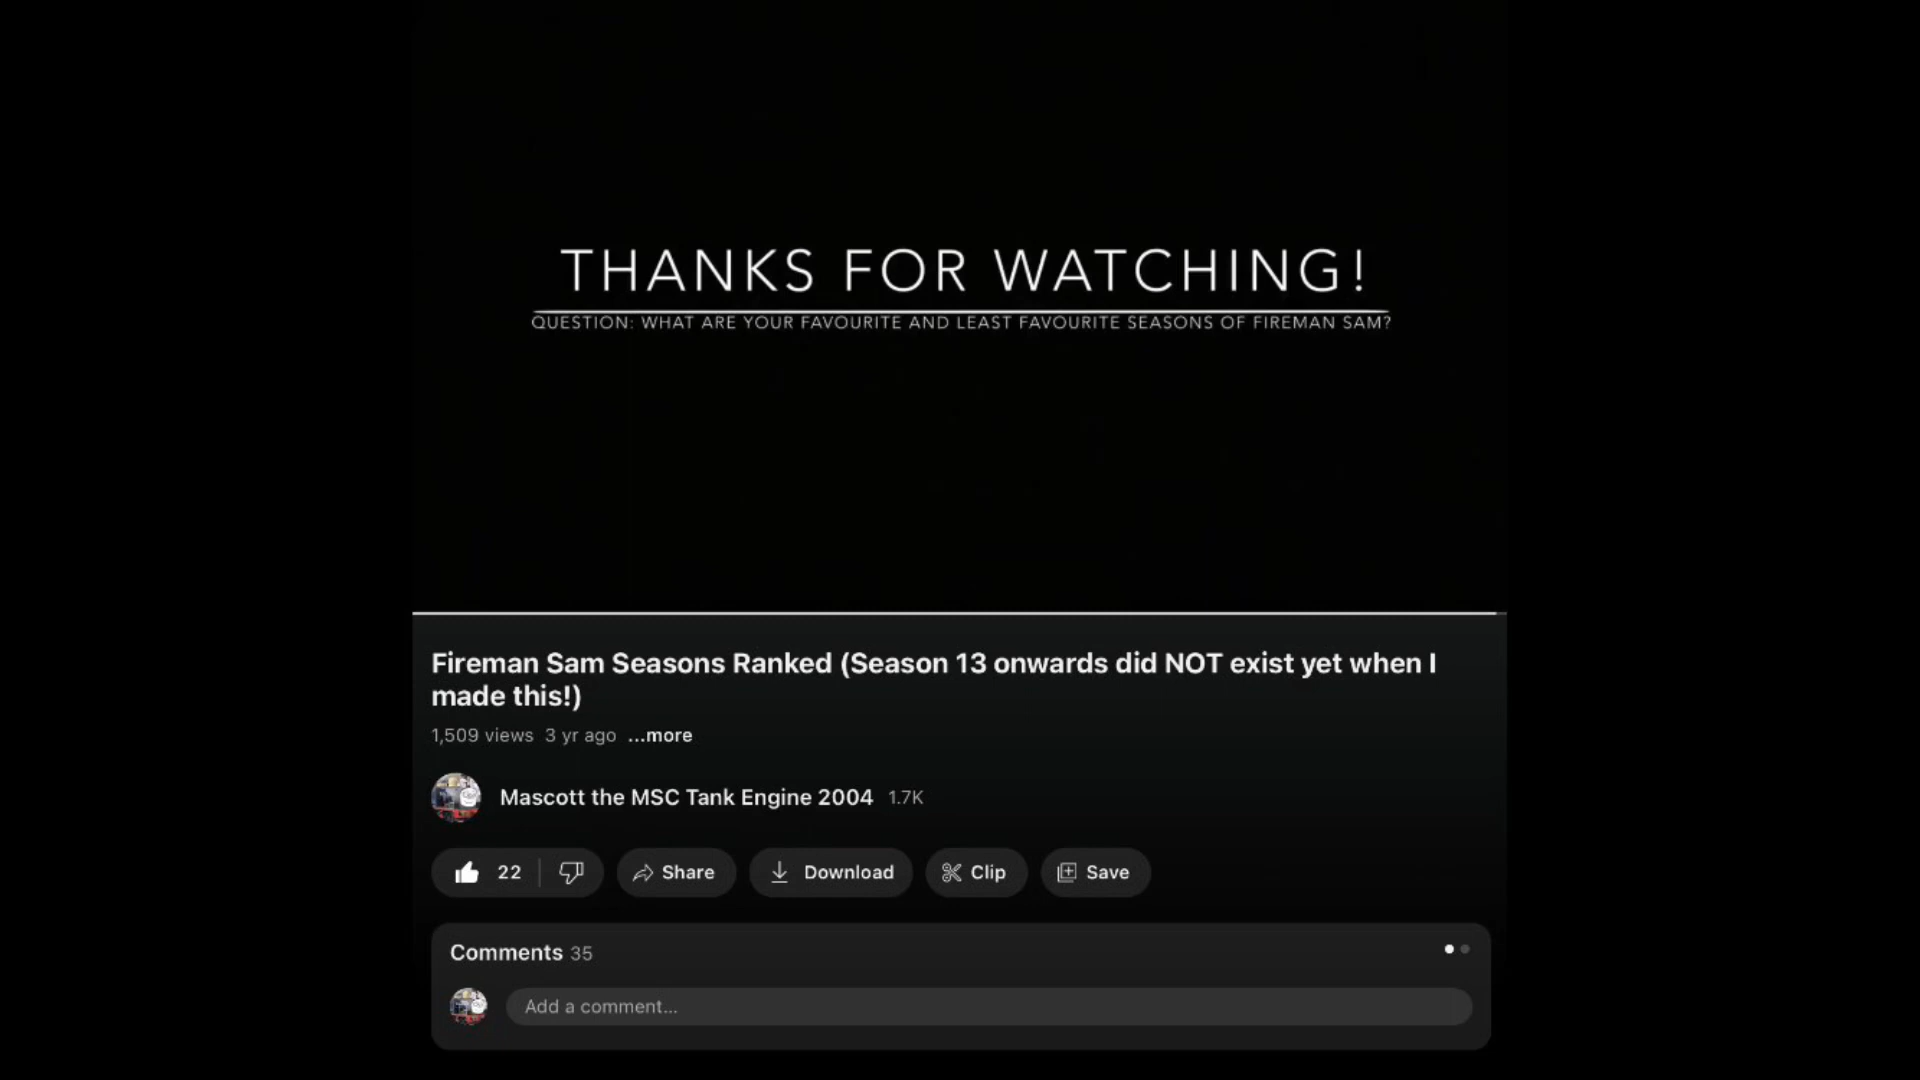 THANKS FOR WATCHING!
QUESTION: WHAT ARE YOUR FAVOURITE AND LEAST FAVOURITE SEASONS OF FIREMAN SAM?
Fireman Sam Seasons Ranked (Season 13 onwards did NOT exist yet when I
made this!)
1,509 views 3 yr ago ...more
Mascott the MSC Tank Engine 2004 1.7K
22 Share Download Clip Save
Comments 35
Add a comment...